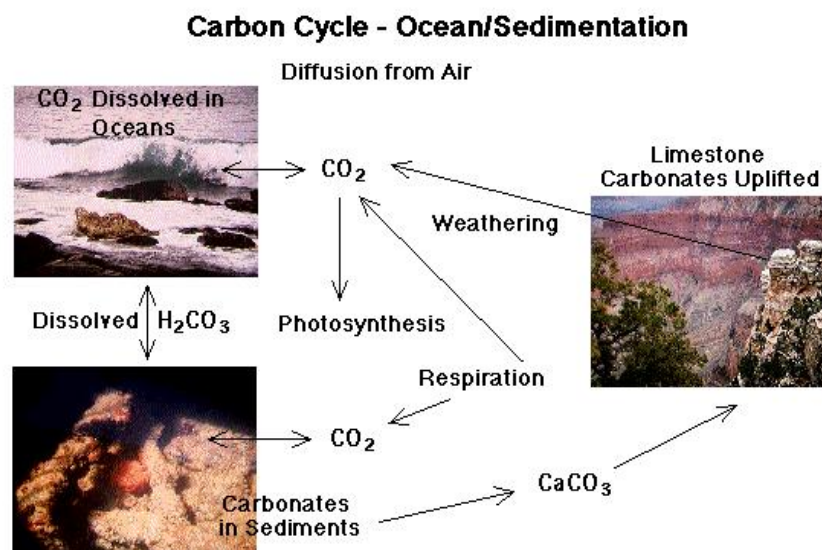 Carbon Cycle - Ocean/Sedimentation
Diffusion from Air
CO₂ Dissolved in
Oceans
CO₂
Limestone
Carbonates Uplifted
Weathering
Dissolved
H₂CO₃
Photosynthesis
Respiration
CO₂
CaCO₃
Carbonates
in Sediments